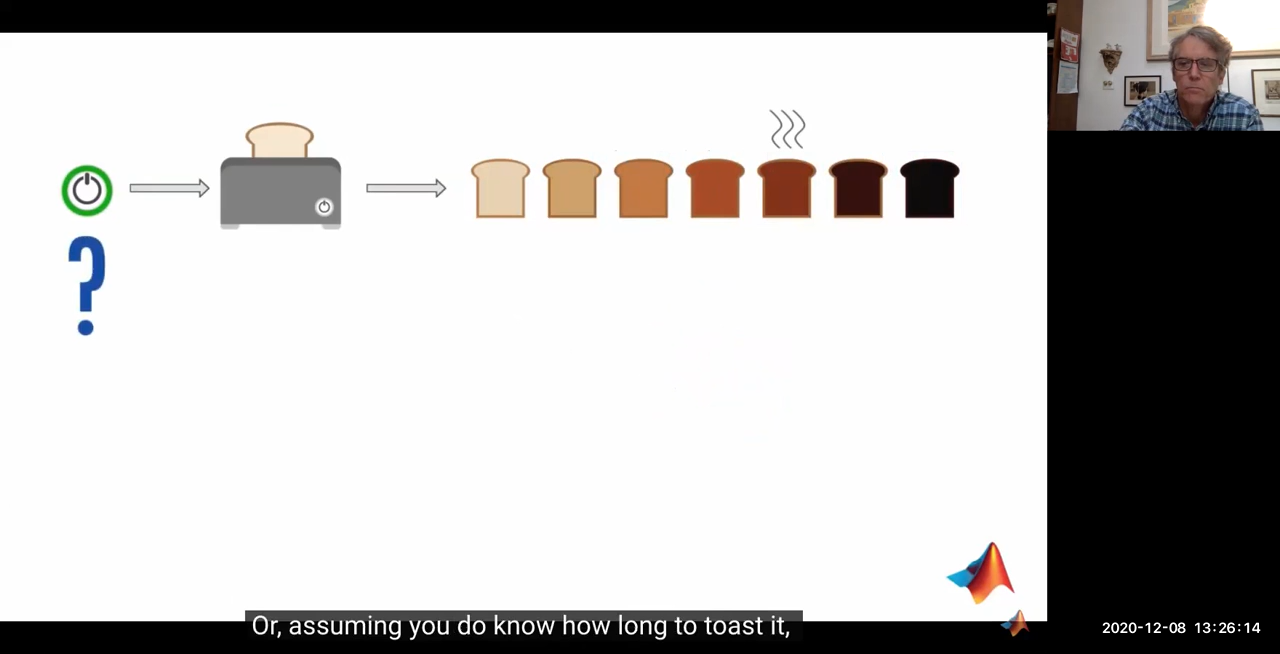 ?
Or, assuming you do know how long to toast it,
2020-12-08 13:26:14